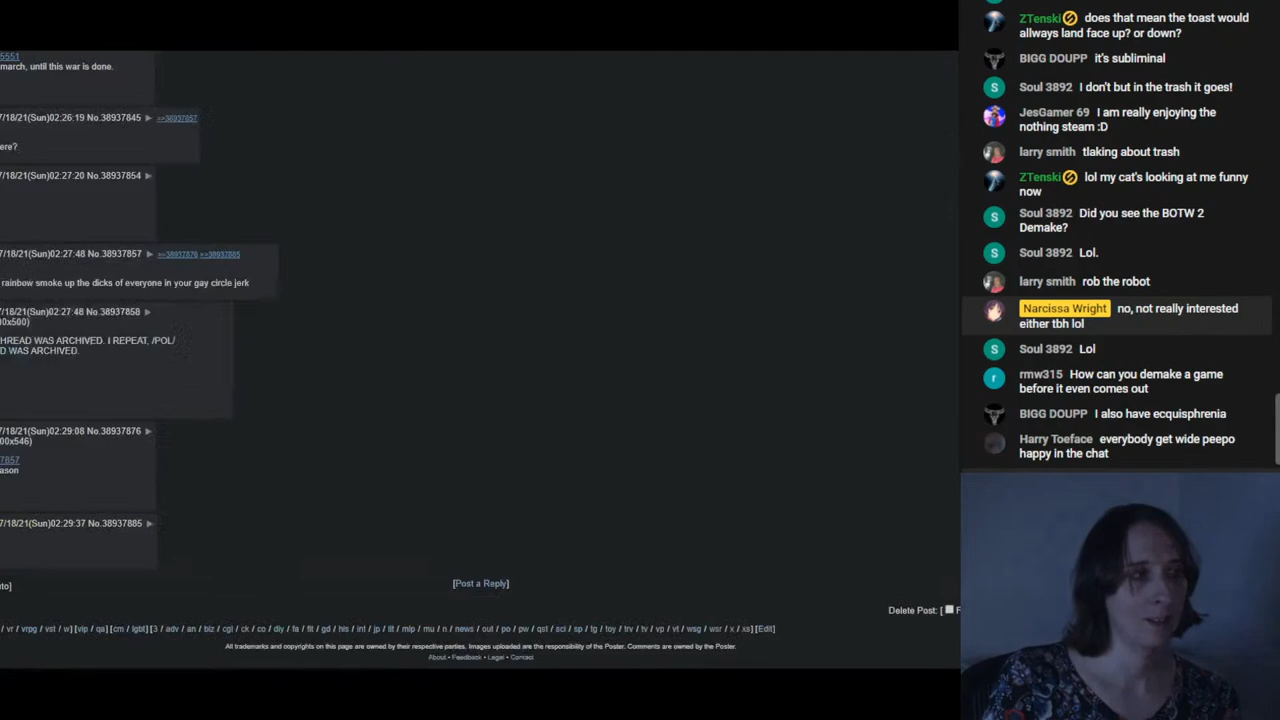 5551
march, until this war is done.
7/18/21(Sun)02:26:19 No.38937845 ▶ >>38937857
ere?
7/18/21(Sun)02:27:20 No.38937854 ▶
7/18/21(Sun)02:27:48 No.38937857 ▶ >>38937876 >>38937885
rainbow smoke up the dicks of everyone in your gay circle jerk
7/18/21(Sun)02:27:48 No.38937858 ▶
00x500)
HREAD WAS ARCHIVED. I REPEAT, /POL/
D WAS ARCHIVED.
7/18/21(Sun)02:29:08 No.38937876 ▶
00x546)
7857
ason
7/18/21(Sun)02:29:37 No.38937885 ▶
uto]
[Post a Reply]
Delete Post: [ F
/ vr / vrpg / vst / w] [vip / qa] [cm / lgbt] [3 / adv / an / biz / cgl / ck / co / diy / fa / fit / gd / his / int / jp / lit / mlp / mu / n / news / out / po / pw / qst / sci / sp / tg / toy / trv / tv / vp / vt / wsg / wsr / x / xs] [Edit]
All trademarks and copyrights on this page are owned by their respective parties. Images uploaded are the responsibility of the Poster. Comments are owned by the Poster.
About • Feedback • Legal • Contact
ZTenski does that mean the toast would
allways land face up? or down?
BIGG DOUPP it's subliminal
S Soul 3892 I don't but in the trash it goes!
JesGamer 69 I am really enjoying the
nothing steam :D
larry smith tlaking about trash
ZTenski lol my cat's looking at me funny
now
S Soul 3892 Did you see the BOTW 2
Demake?
S Soul 3892 Lol.
larry smith rob the robot
Narcissa Wright no, not really interested
either tbh lol
S Soul 3892 Lol
r rmw315 How can you demake a game
before it even comes out
BIGG DOUPP I also have ecquisphrenia
Harry Toeface everybody get wide peepo
happy in the chat